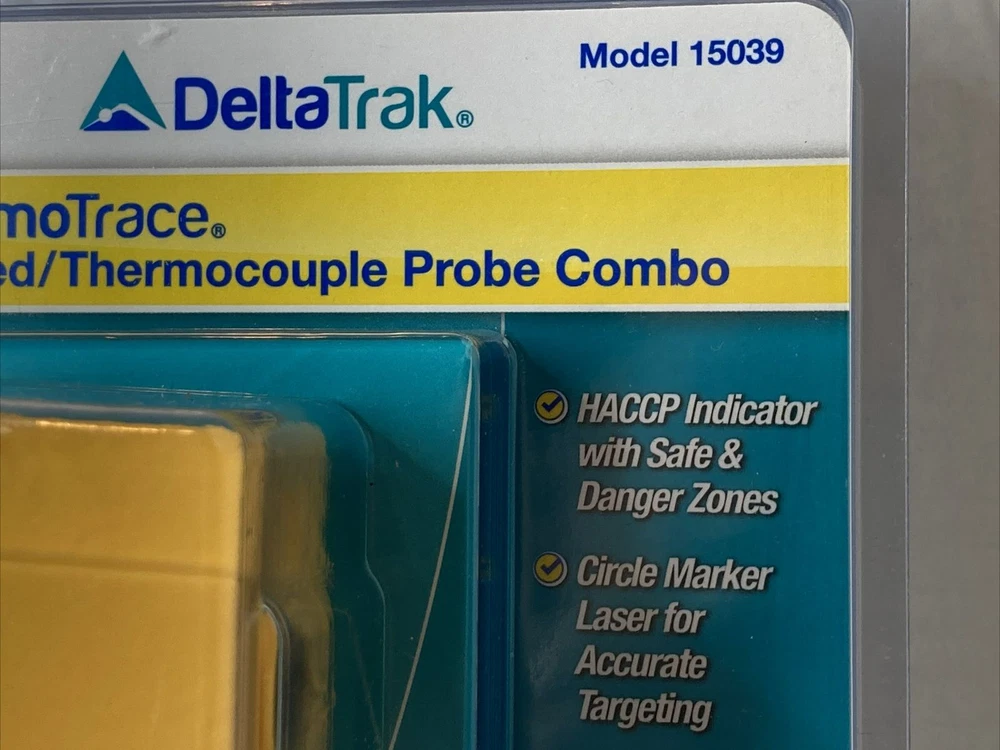 Model 15039
DeltaTrak®
moTrace®
ed/Thermocouple Probe Combo
HACCP Indicator
with Safe &
Danger Zones
Circle Marker
Laser for
Accurate
Targeting